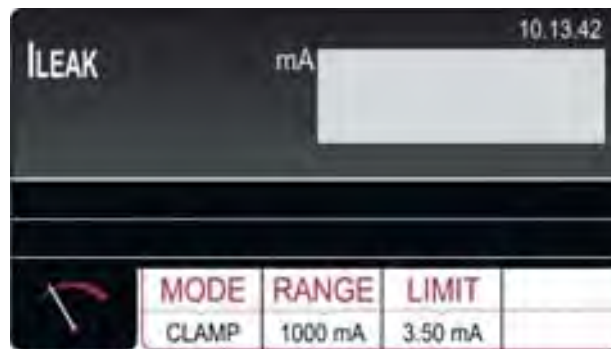 10.13.42
ILEAK mA
MODE RANGE LIMIT
CLAMP 1000 mA 3.50 mA